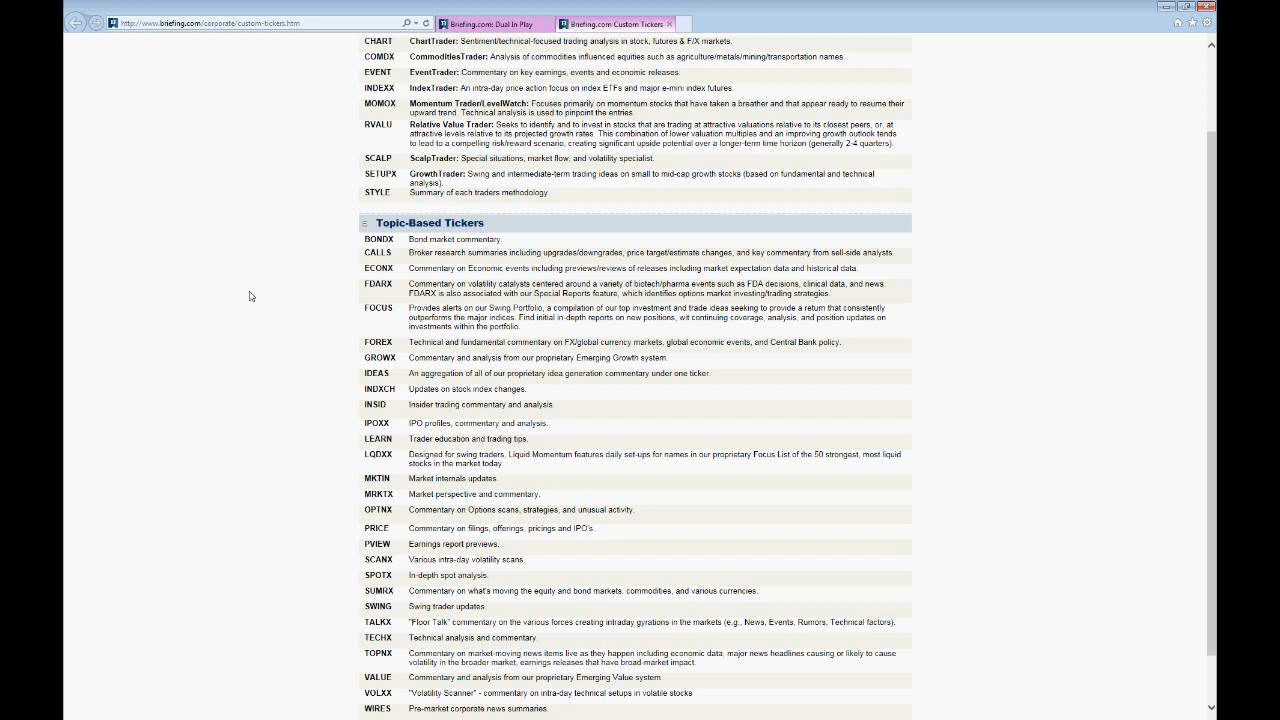 http://www.briefing.com/corporate/custom-tickers.htm
Briefing.com: Dual In Play
Briefing.com Custom Tickers
CHART ChartTrader: Sentiment/technical-focused trading analysis in stock, futures & F/X markets.
COMDX CommoditiesTrader: Analysis of commodities influenced equities such as agriculture/metals/mining/transportation names.
EVENT EventTrader: Commentary on key earnings, events and economic releases.
INDEXX IndexTrader: An intra-day price action focus on index ETFs and major e-mini index futures.
MOMOX Momentum Trader/LevelWatch: Focuses primarily on momentum stocks that have taken a breather and that appear ready to resume their
upward trend. Technical analysis is used to pinpoint the entries.
RVALU Relative Value Trader: Seeks to identify and to invest in stocks that are trading at attractive valuations relative to its closest peers, or, at
attractive levels relative to its projected growth rates. This combination of lower valuation multiples and an improving growth outlook tends
to lead to a compelling risk/reward scenario, creating significant upside potential over a longer-term time horizon (generally 2-4 quarters).
SCALP ScalpTrader: Special situations, market flow, and volatility specialist.
SETUPX GrowthTrader: Swing and intermediate-term trading ideas on small to mid-cap growth stocks (based on fundamental and technical
analysis).
STYLE Summary of each traders methodology
Topic-Based Tickers
BONDX Bond market commentary.
CALLS Broker research summaries including upgrades/downgrades, price target/estimate changes, and key commentary from sell-side analysts.
ECONX Commentary on Economic events including previews/reviews of releases including market expectation data and historical data.
FDARX Commentary on volatility catalysts centered around a variety of biotech/pharma events such as FDA decisions, clinical data, and news
FDARX is also associated with our Special Reports feature, which identifies options market investing/trading strategies.
FOCUS Provides alerts on our Swing Portfolio, a compilation of our top investment and trade ideas seeking to provide a return that consistently
outperforms the major indices. Find initial in-depth reports on new positions, wit continuing coverage, analysis, and position updates on
investments within the portfolio.
FOREX Technical and fundamental commentary on FX/global currency markets, global economic events, and Central Bank policy.
GROWX Commentary and analysis from our proprietary Emerging Growth system.
IDEAS An aggregation of all of our proprietary idea generation commentary under one ticker.
INDXCH Updates on stock index changes.
INSID Insider trading commentary and analysis.
IPOXX IPO profiles, commentary and analysis.
LEARN Trader education and trading tips.
LQDXX Designed for swing traders, Liquid Momentum features daily set-ups for names in our proprietary Focus List of the 50 strongest, most liquid
stocks in the market today.
MKTIN Market internals updates.
MRKTX Market perspective and commentary.
OPTNX Commentary on Options scans, strategies, and unusual activity.
PRICE Commentary on filings, offerings, pricings and IPO's.
PVIEW Earnings report previews.
SCANX Various intra-day volatility scans.
SPOTX In-depth spot analysis.
SUMRX Commentary on what's moving the equity and bond markets, commodities, and various currencies.
SWING Swing trader updates.
TALKX "Floor Talk" commentary on the various forces creating intraday gyrations in the markets (e.g., News, Events, Rumors, Technical factors).
TECHX Technical analysis and commentary.
TOPNX Commentary on market-moving news items live as they happen including economic data, major news headlines causing or likely to cause
volatility in the broader market, earnings releases that have broad-market impact.
VALUE Commentary and analysis from our proprietary Emerging Value system.
VOLXX "Volatility Scanner" - commentary on intra-day technical setups in volatile stocks
WIRES Pre-market corporate news summaries.